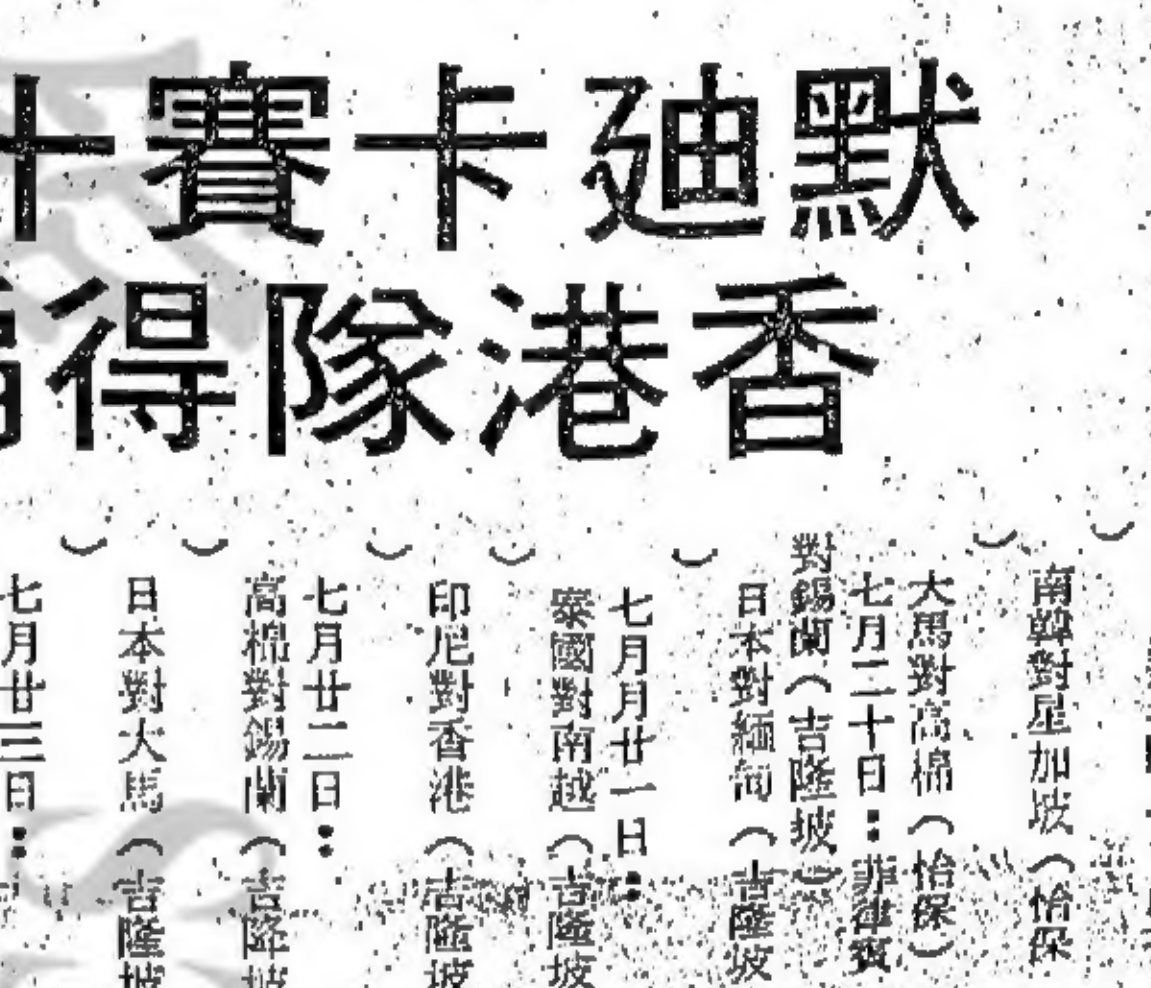 默廸卡賽十
香港隊得
南韓對星加坡（怡保
）
大馬對高棉（怡保）
七月二十日：菲律賓
對錫蘭（吉隆坡）
日本對緬甸（吉隆坡
）
七月月廿一日：
泰國對南越（吉隆坡
）
印尼對香港（吉隆坡
）
七月廿二日：
高棉對錫蘭（吉隆坡
）
日本對大馬（吉隆坡
）
七月廿三日：